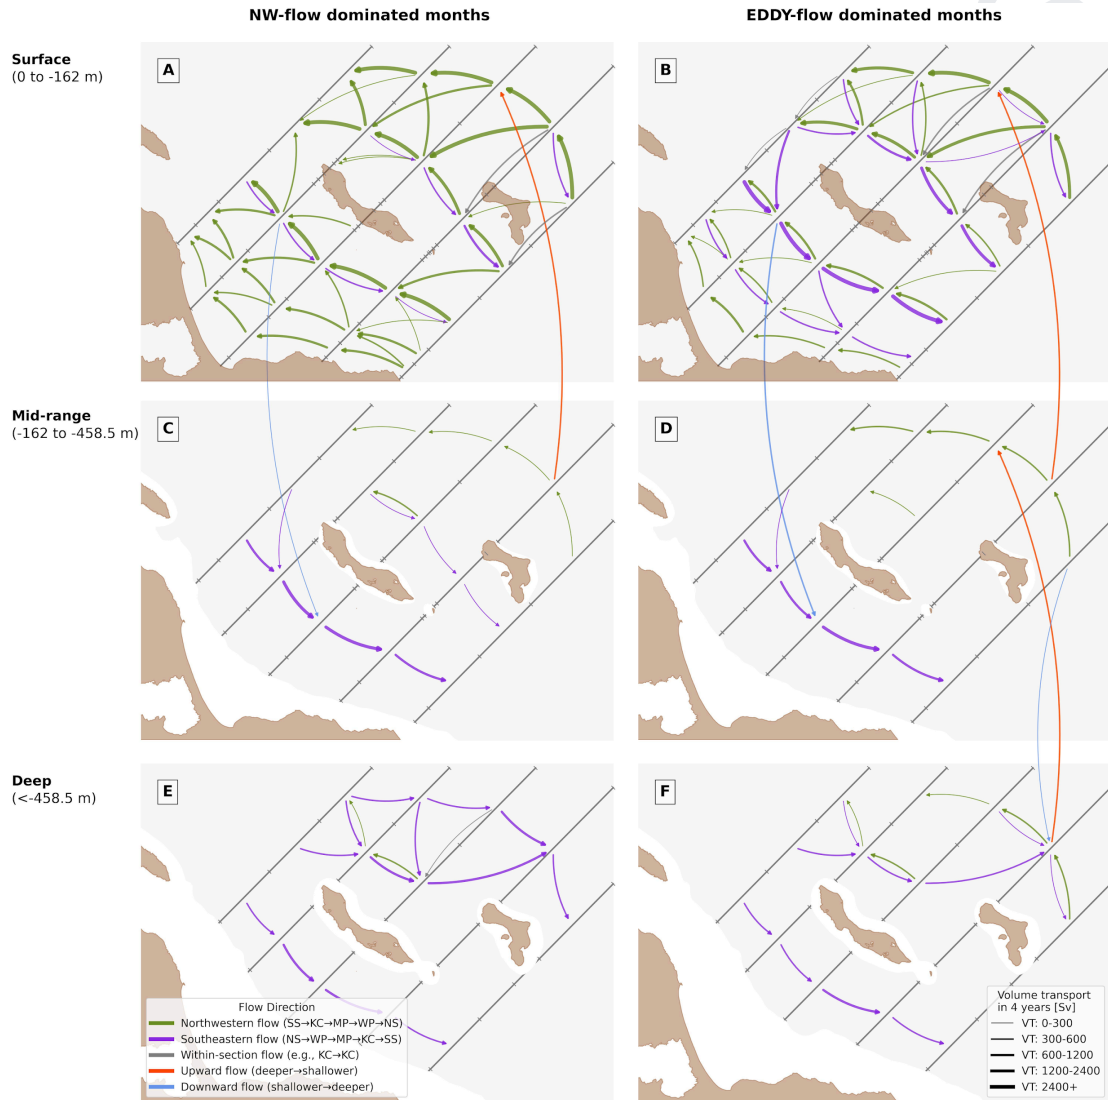 NW-flow dominated months
EDDY-flow dominated months
Surface
(0 to -162 m)
A
B
Mid-range
(-162 to -458.5 m)
C
D
Deep
(<-458.5 m)
E
F
Flow Direction
Northwestern flow (SS→KC→MP→WP→NS)
Southeastern flow (NS→WP→MP→KC→SS)
Within-section flow (e.g., KC→KC)
Upward flow (deeper→shallower)
Downward flow (shallower→deeper)
Volume transport
in 4 years [Sv]
VT: 0-300
VT: 300-600
VT: 600-1200
VT: 1200-2400
VT: 2400+